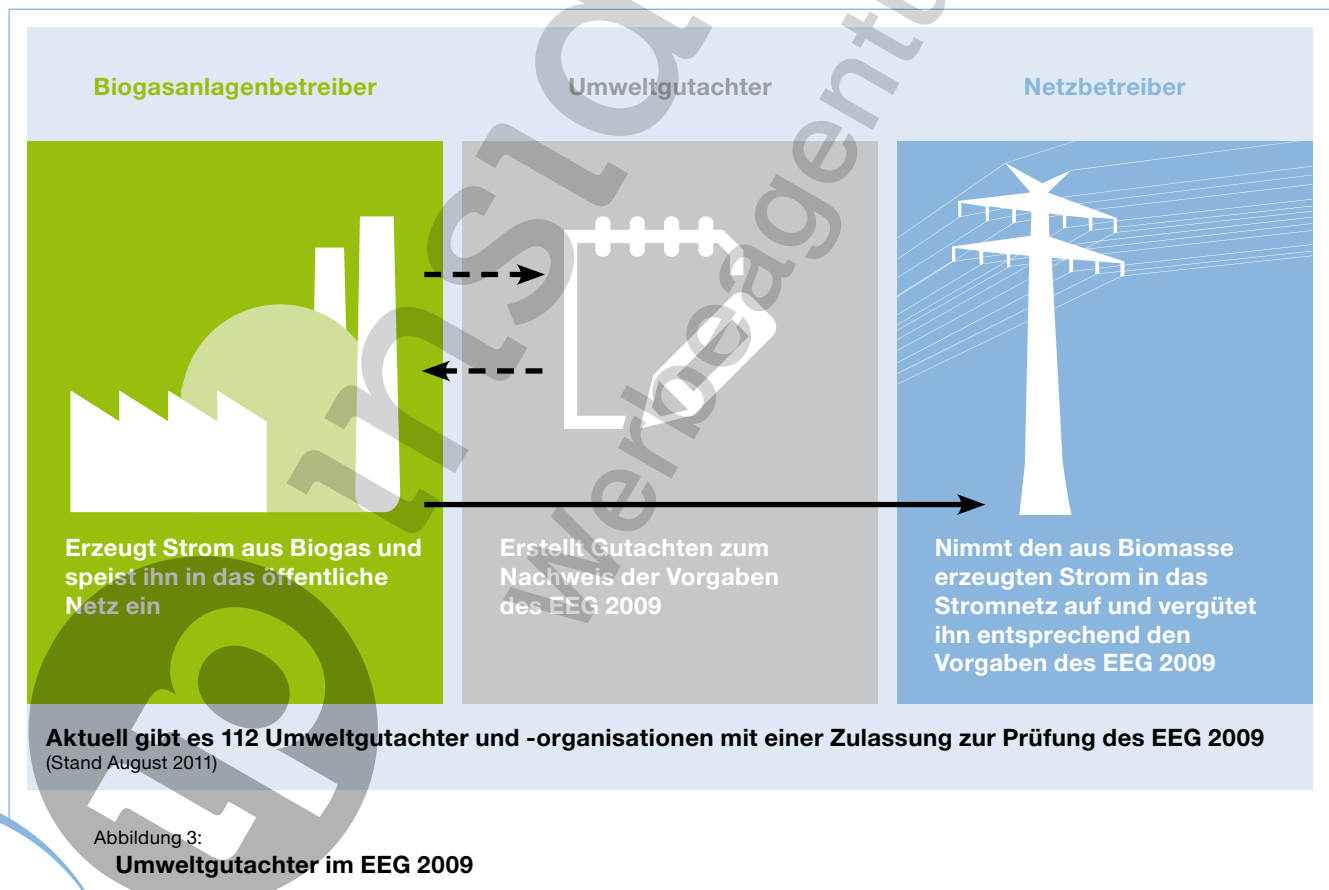 Biogasanlagenbetreiber
Umweltgutachter
Netzbetreiber
Erzeugt Strom aus Biogas und
speist ihn in das öffentliche
Netz ein
Erstellt Gutachten zum
Nachweis der Vorgaben
des EEG 2009
Nimmt den aus Biomasse
erzeugten Strom in das
Stromnetz auf und vergütet
ihn entsprechend den
Vorgaben des EEG 2009
Aktuell gibt es 112 Umweltgutachter und -organisationen mit einer Zulassung zur Prüfung des EEG 2009
(Stand August 2011)
Abbildung 3:
Umweltgutachter im EEG 2009